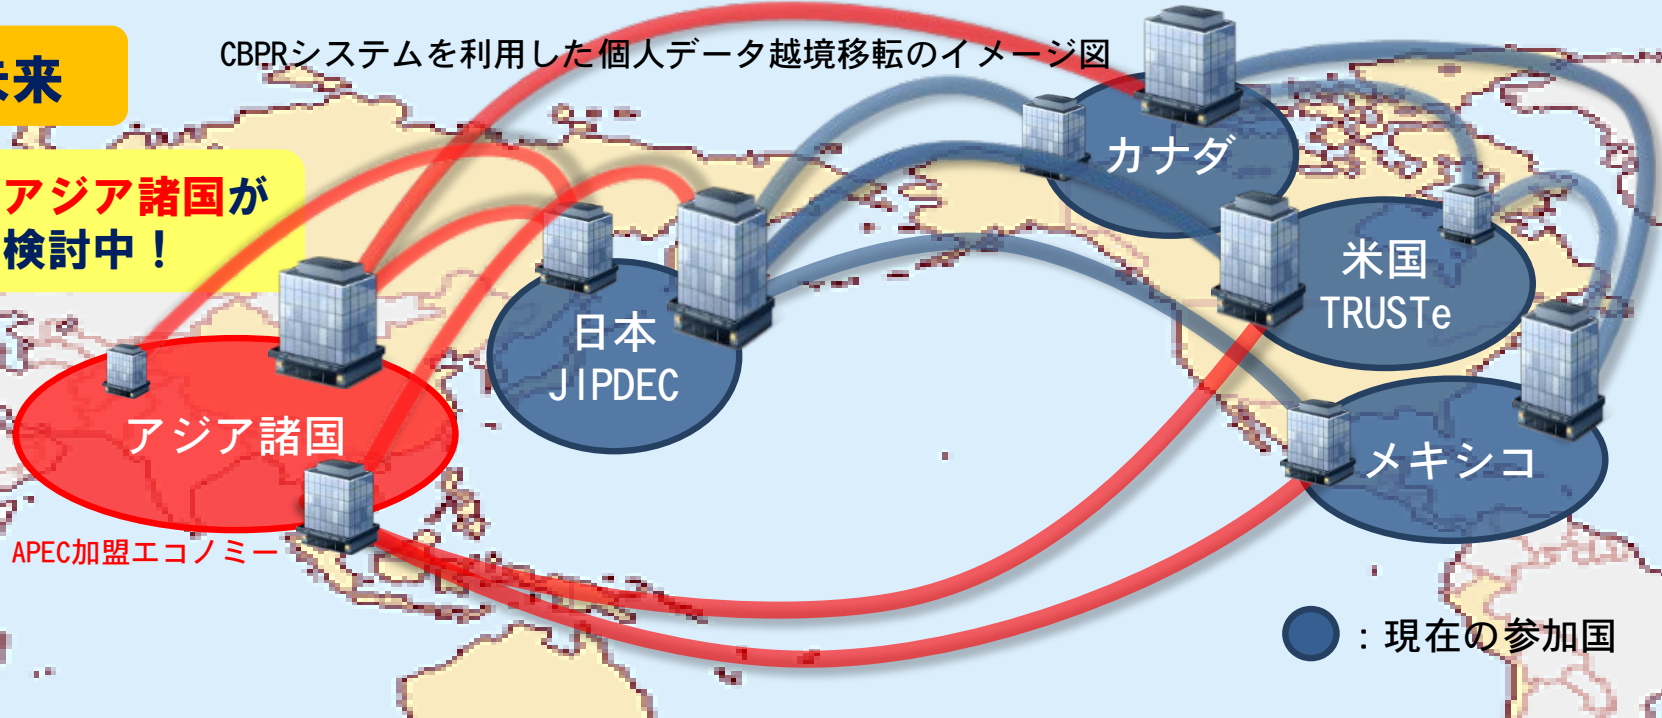 CBPRシステムを利用した個人データ越境移転のイメージ図
未来
アジア諸国が
検討中！
カナダ
米国
TRUSTe
日本
JIPDEC
アジア諸国
メキシコ
APEC加盟エコノミー
：現在の参加国